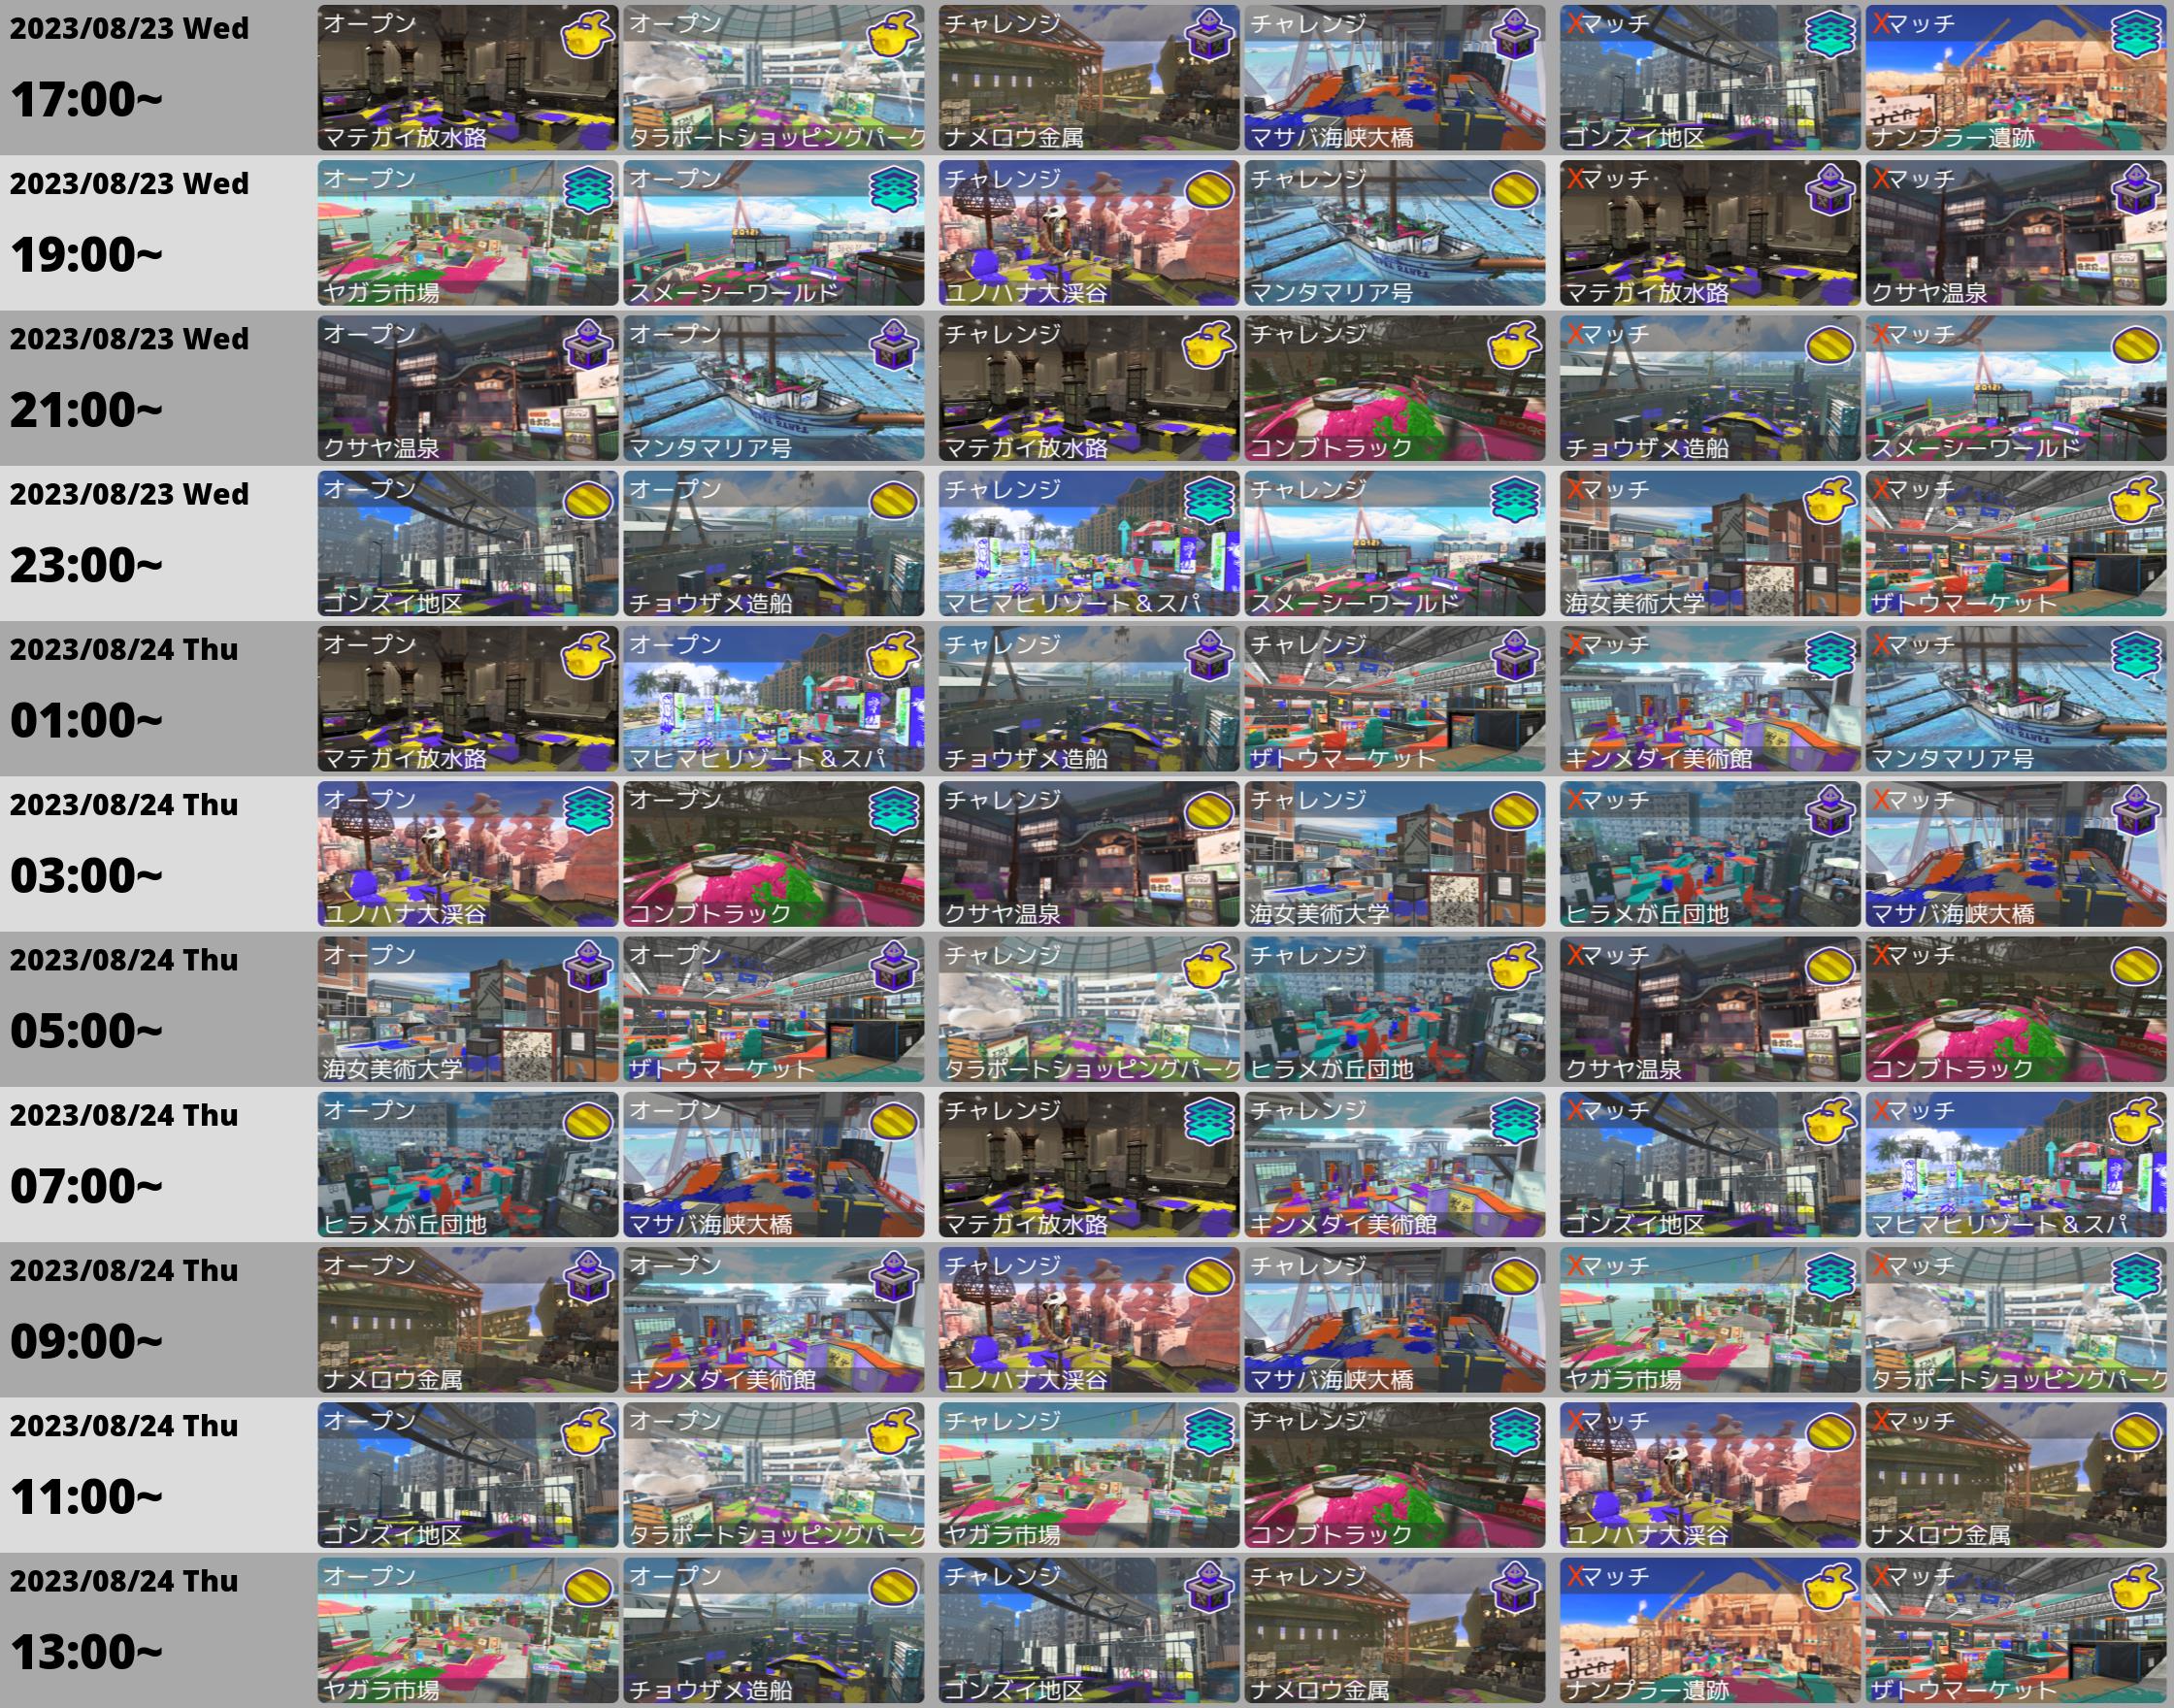 2023/08/23 Wed
17:00~
オープン オープン チャレンジ チャレンジ Xマッチ Xマッチ
マテガイ放水路 タラポートショッピングパーク ナメロウ金属 マサバ海峡大橋 ゴンズイ地区 ナンプラー遺跡
2023/08/23 Wed
19:00~
オープン オープン チャレンジ チャレンジ Xマッチ Xマッチ
ヤガラ市場 スメーシーワールド ユノハナ大渓谷 マンタマリア号 マテガイ放水路 クサヤ温泉
2023/08/23 Wed
21:00~
オープン オープン チャレンジ チャレンジ Xマッチ Xマッチ
クサヤ温泉 マンタマリア号 マテガイ放水路 コンブトラック チョウザメ造船 スメーシーワールド
2023/08/23 Wed
23:00~
オープン オープン チャレンジ チャレンジ Xマッチ Xマッチ
ゴンズイ地区 チョウザメ造船 マヒマヒリゾート＆スパ スメーシーワールド 海女美術大学 ザトウマーケット
2023/08/24 Thu
01:00~
オープン オープン チャレンジ チャレンジ Xマッチ Xマッチ
マテガイ放水路 マヒマヒリゾート＆スパ チョウザメ造船 ザトウマーケット キンメダイ美術館 マンタマリア号
2023/08/24 Thu
03:00~
オープン オープン チャレンジ チャレンジ Xマッチ Xマッチ
ユノハナ大渓谷 コンブトラック クサヤ温泉 海女美術大学 ヒラメが丘団地 マサバ海峡大橋
2023/08/24 Thu
05:00~
オープン オープン チャレンジ チャレンジ Xマッチ Xマッチ
海女美術大学 ザトウマーケット タラポートショッピングパーク ヒラメが丘団地 クサヤ温泉 コンブトラック
2023/08/24 Thu
07:00~
オープン オープン チャレンジ チャレンジ Xマッチ Xマッチ
ヒラメが丘団地 マサバ海峡大橋 マテガイ放水路 キンメダイ美術館 ゴンズイ地区 マヒマヒリゾート＆スパ
2023/08/24 Thu
09:00~
オープン オープン チャレンジ チャレンジ Xマッチ Xマッチ
ナメロウ金属 キンメダイ美術館 ユノハナ大渓谷 マサバ海峡大橋 ヤガラ市場 タラポートショッピングパーク
2023/08/24 Thu
11:00~
オープン オープン チャレンジ チャレンジ Xマッチ Xマッチ
ゴンズイ地区 タラポートショッピングパーク ヤガラ市場 コンブトラック ユノハナ大渓谷 ナメロウ金属
2023/08/24 Thu
13:00~
オープン オープン チャレンジ チャレンジ Xマッチ Xマッチ
ヤガラ市場 チョウザメ造船 ゴンズイ地区 ナメロウ金属 ナンプラー遺跡 ザトウマーケット